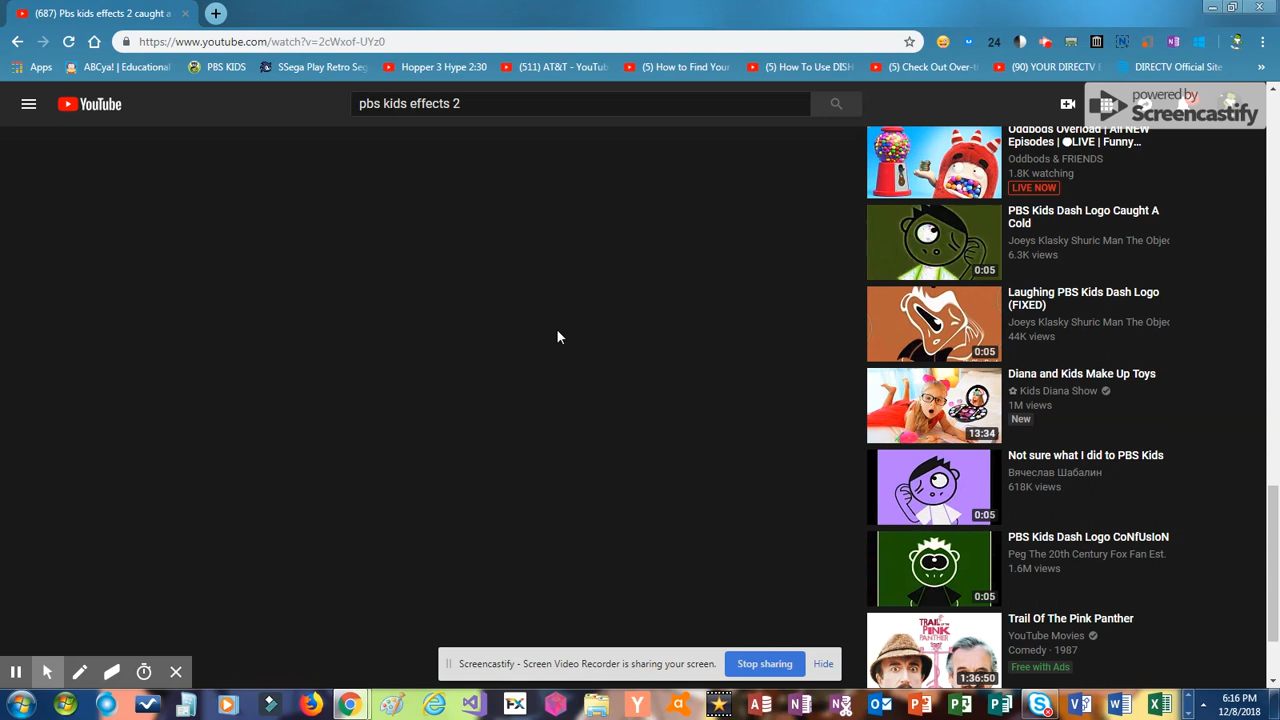 (687) Pbs kids effects 2 caught a
https://www.youtube.com/watch?v=2cWxof-UYz0
24
Apps
ABCya! | Educational
PBS KIDS
SSega Play Retro Seg
Hopper 3 Hype 2:30
(511) AT&T - YouTub
(5) How to Find Your
(5) How To Use DISH
(5) Check Out Over-t
(90) YOUR DIRECTV E
DIRECTV Official Site
YouTube
pbs kids effects 2
powered by
Screencastify
Oddbods Overload | All NEW
Episodes | LIVE | Funny...
Oddbods & FRIENDS
1.8K watching
LIVE NOW
PBS Kids Dash Logo Caught A
Cold
Joeys Klasky Shuric Man The Objec
6.3K views
0:05
Laughing PBS Kids Dash Logo
(FIXED)
Joeys Klasky Shuric Man The Objec
44K views
0:05
Diana and Kids Make Up Toys
✿ Kids Diana Show
1M views
New
13:34
Not sure what I did to PBS Kids
Вячеслав Шабалин
618K views
0:05
PBS Kids Dash Logo CoNfUsIoN
Peg The 20th Century Fox Fan Est.
1.6M views
0:05
Trail Of The Pink Panther
YouTube Movies
Comedy · 1987
Free with Ads
TRAIL OF THE
PINK
PANTHER
1:36:50
Screencastify - Screen Video Recorder is sharing your screen.
Stop sharing
Hide
6:16 PM
12/8/2018